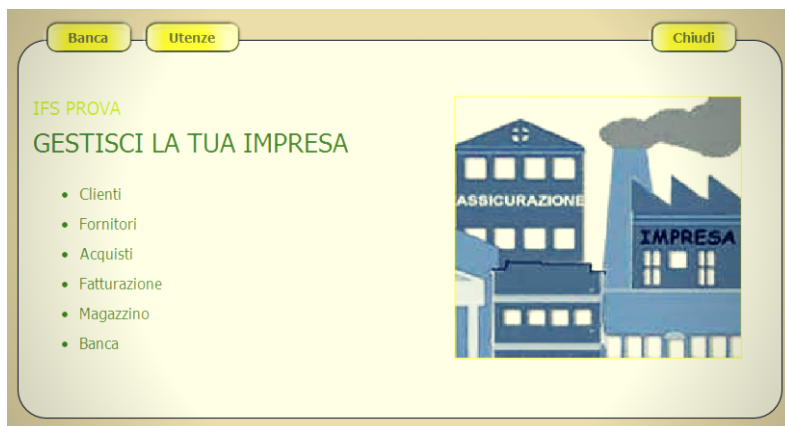 Banca Utenze Chiudi
IFS PROVA
GESTISCI LA TUA IMPRESA
Clienti
Fornitori
Acquisti
Fatturazione
Magazzino
Banca
ASSICURAZIONE
IMPRESA